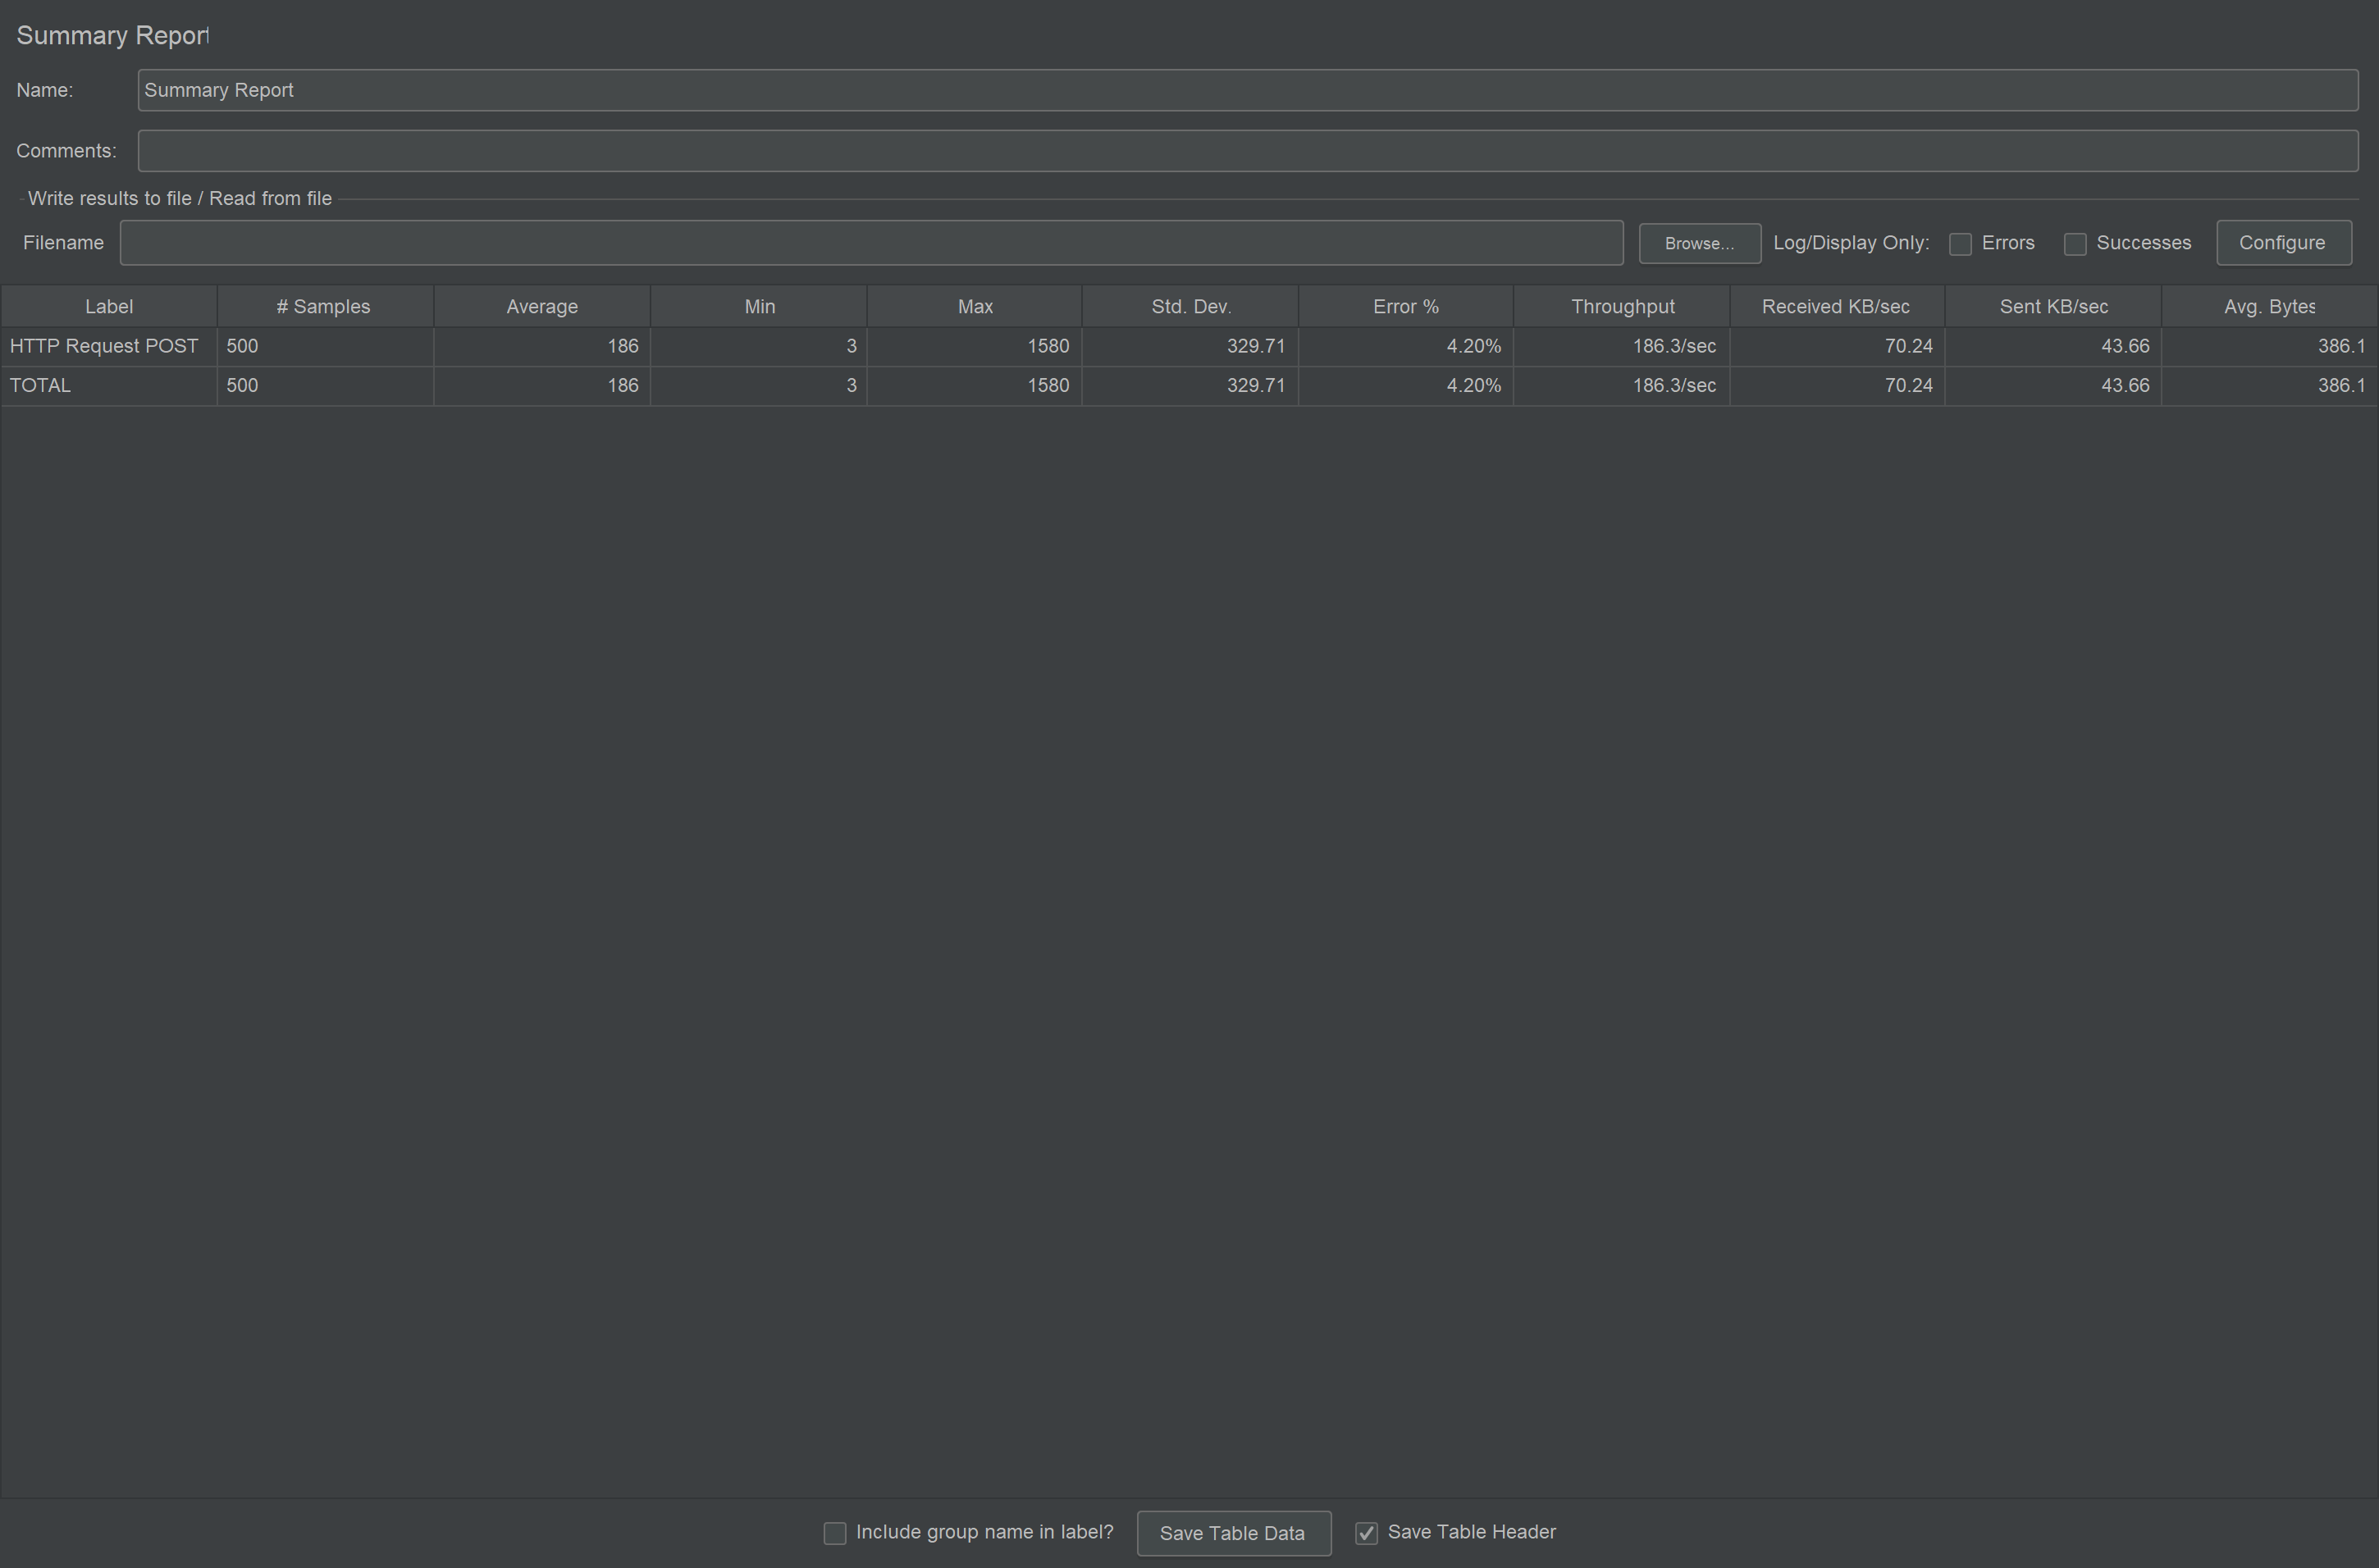 Summary Report
Name: Summary Report
Comments:
Write results to file / Read from file
Filename Browse... Log/Display Only: Errors Successes Configure
Label # Samples Average Min Max Std. Dev. Error % Throughput Received KB/sec Sent KB/sec Avg. Bytes
HTTP Request POST 500 186 3 1580 329.71 4.20% 186.3/sec 70.24 43.66 386.1
TOTAL 500 186 3 1580 329.71 4.20% 186.3/sec 70.24 43.66 386.1
Include group name in label? Save Table Data Save Table Header